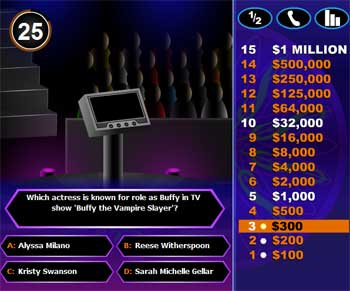 25
1/2
15 $1 MILLION
14 $500,000
13 $250,000
12 $125,000
11 $64,000
10 $32,000
9 $16,000
8 $8,000
7 $4,000
6 $2,000
5 $1,000
4 $500
3 $300
2 $200
1 $100
Which actress is known for role as Buffy in TV
show 'Buffy the Vampire Slayer'?
A: Alyssa Milano
B: Reese Witherspoon
C: Kristy Swanson
D: Sarah Michelle Gellar